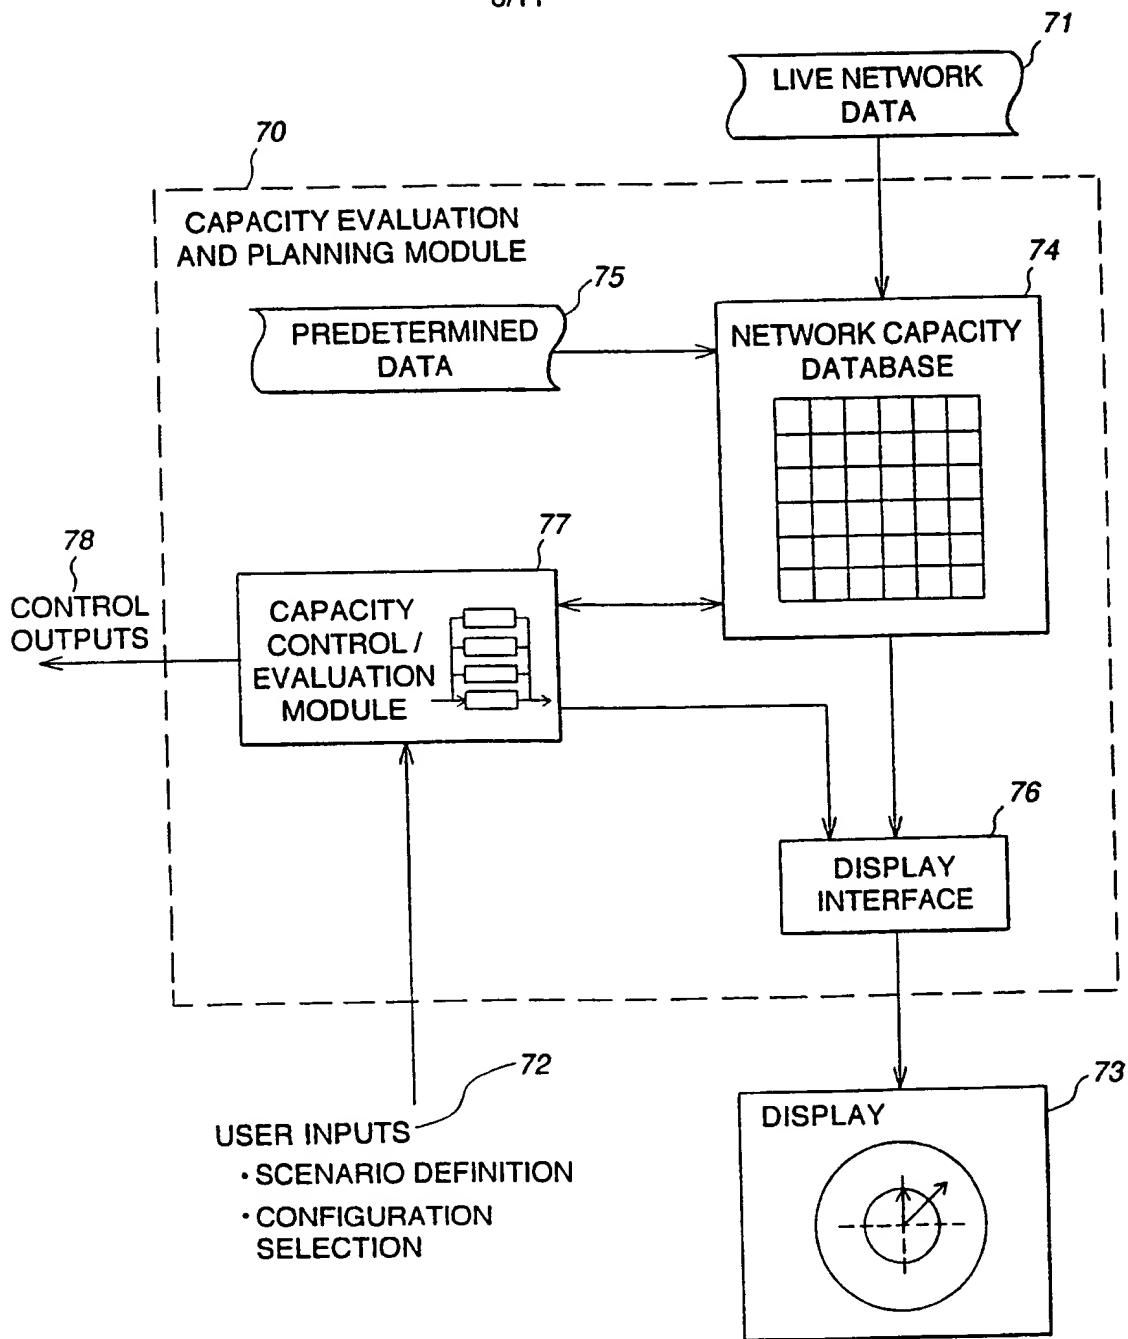 71
LIVE NETWORK
DATA
70
CAPACITY EVALUATION
AND PLANNING MODULE
75
PREDETERMINED
DATA
74
NETWORK CAPACITY
DATABASE
78
CONTROL
OUTPUTS
77
CAPACITY
CONTROL /
EVALUATION
MODULE
76
DISPLAY
INTERFACE
72
USER INPUTS
· SCENARIO DEFINITION
· CONFIGURATION
SELECTION
73
DISPLAY